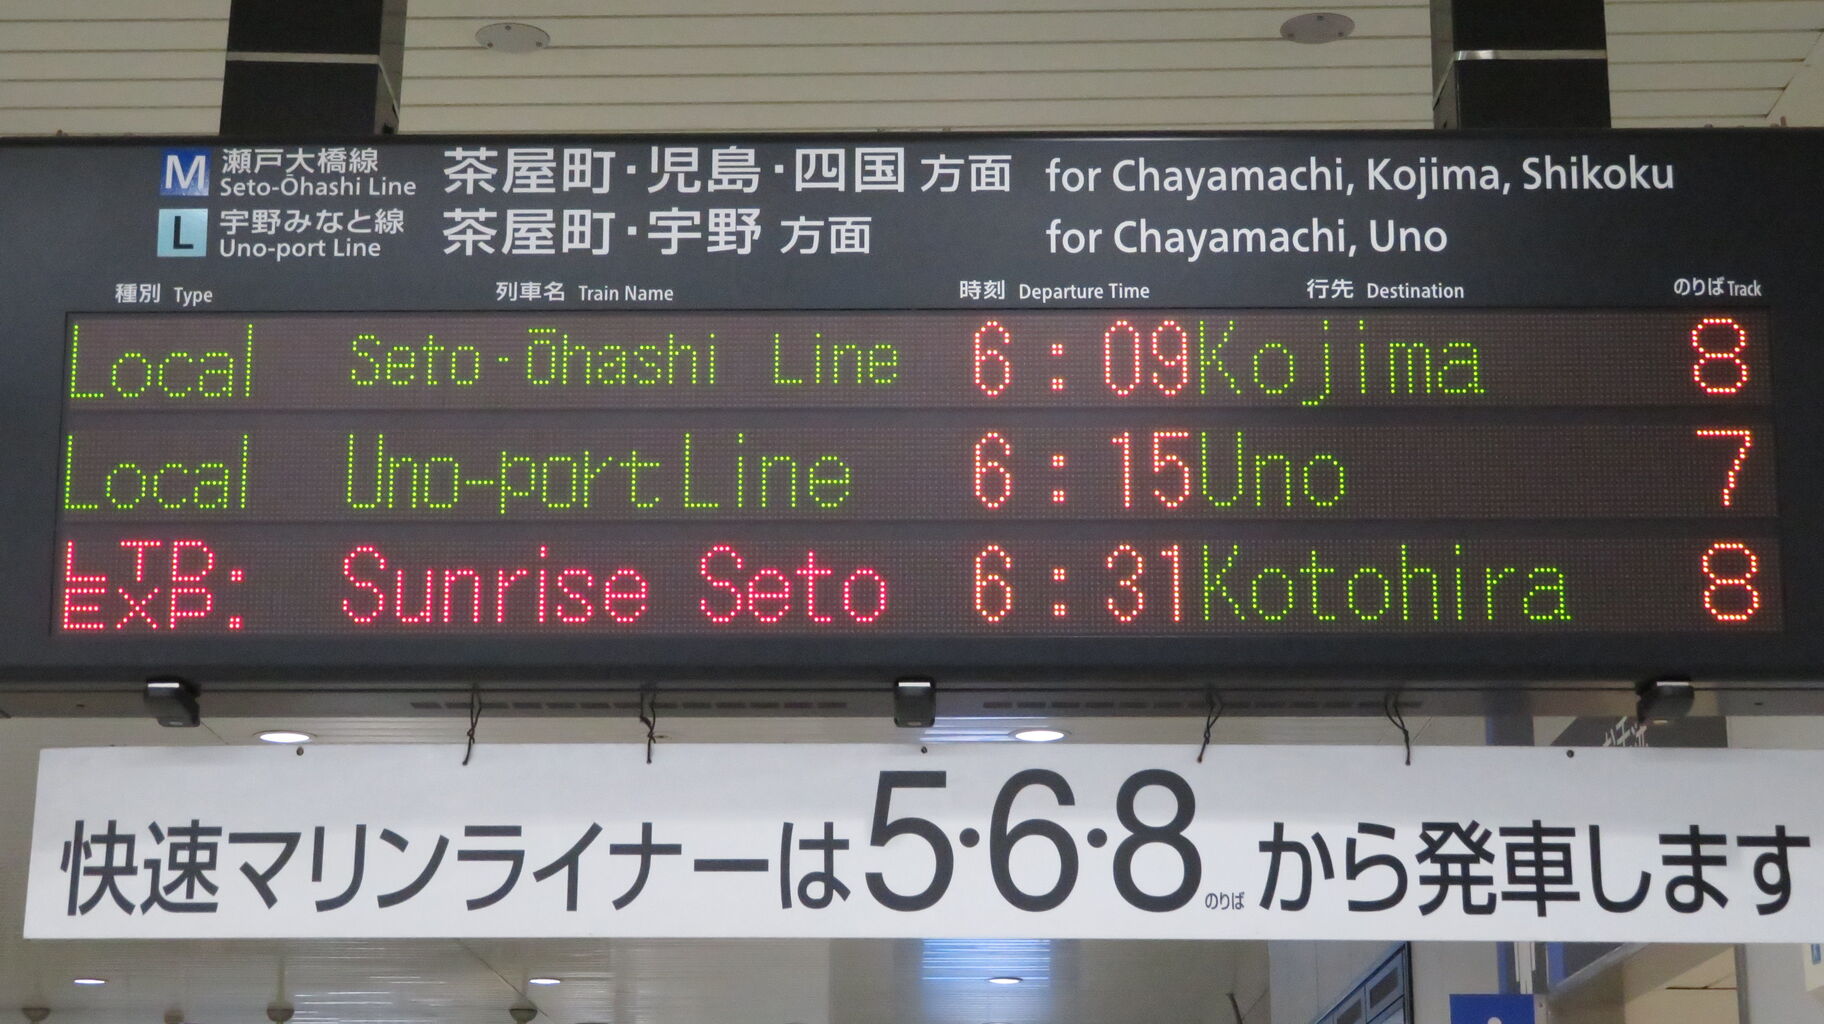 M 瀬戸大橋線 茶屋町・児島・四国 方面 for Chayamachi, Kojima, Shikoku
Seto-Ōhashi Line
L 宇野みなと線 茶屋町・宇野 方面 for Chayamachi, Uno
Uno-port Line
種別 Type 列車名 Train Name 時刻 Departure Time 行先 Destination のりば Track
Local Seto-Ōhashi Line 6:09 Kojima 8
Local Uno-port Line 6:15 Uno 7
LTD. EXP. Sunrise Seto 6:31 Kotohira 8
快速マリンライナーは5・6・8のりばから発車します